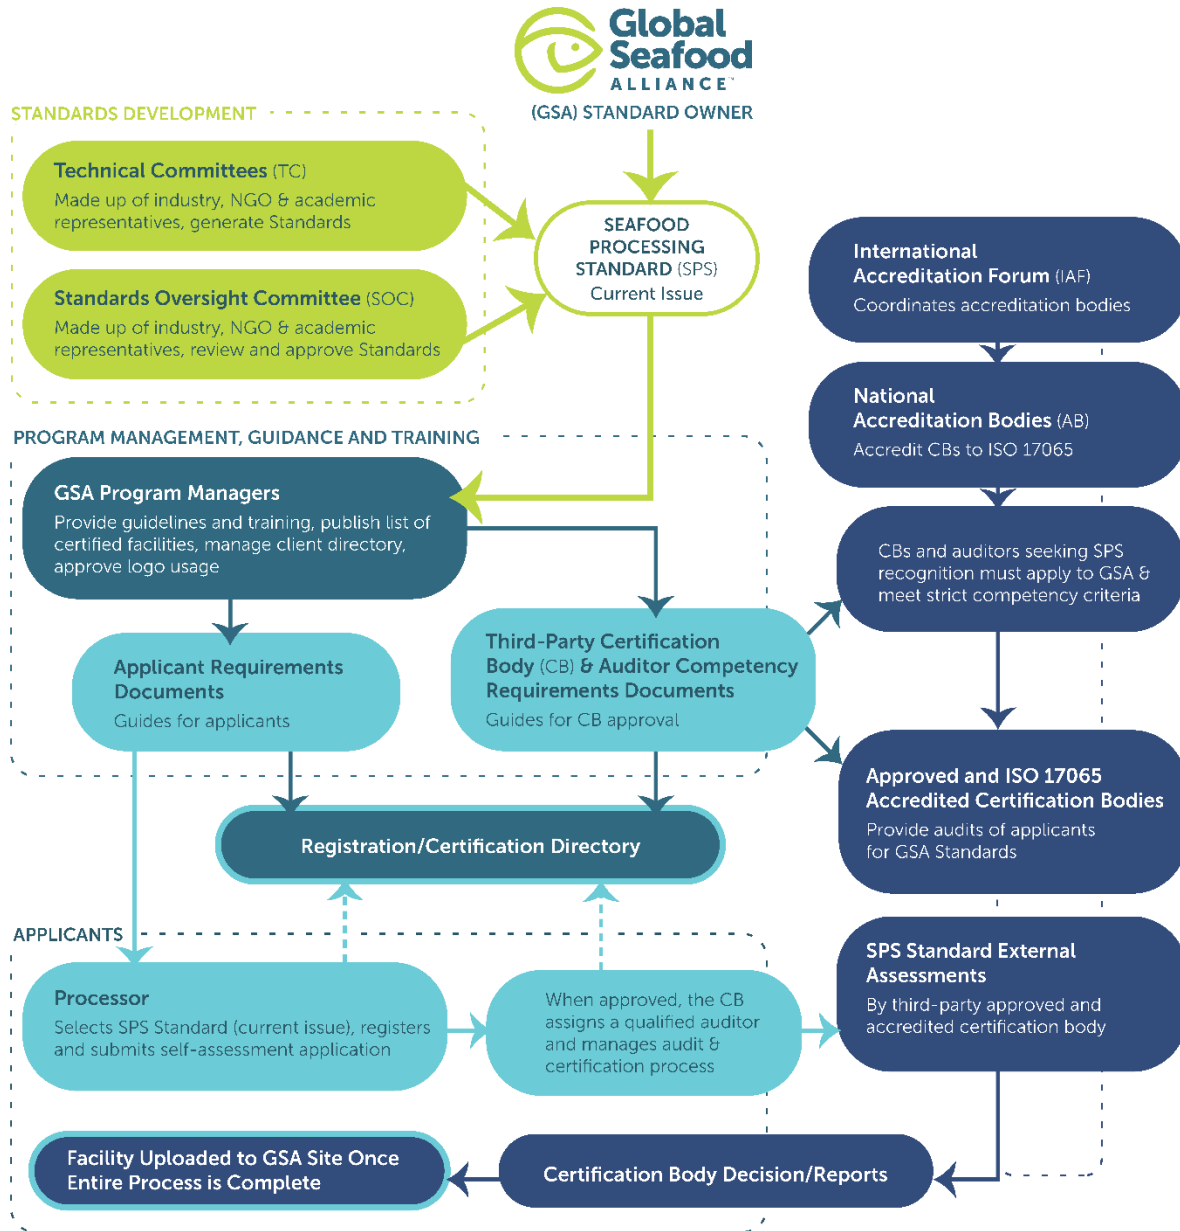 Global
Seafood
ALLIANCE™
(GSA) STANDARD OWNER
STANDARDS DEVELOPMENT
Technical Committees (TC)
Made up of industry, NGO & academic
representatives, generate Standards
Standards Oversight Committee (SOC)
Made up of industry, NGO & academic
representatives, review and approve Standards
SEAFOOD
PROCESSING
STANDARD (SPS)
Current Issue
International
Accreditation Forum (IAF)
Coordinates accreditation bodies
National
Accreditation Bodies (AB)
Accredit CBs to ISO 17065
CBs and auditors seeking SPS
recognition must apply to GSA &
meet strict competency criteria
PROGRAM MANAGEMENT, GUIDANCE AND TRAINING
GSA Program Managers
Provide guidelines and training, publish list of
certified facilities, manage client directory,
approve logo usage
Applicant Requirements
Documents
Guides for applicants
Third-Party Certification
Body (CB) & Auditor Competency
Requirements Documents
Guides for CB approval
Approved and ISO 17065
Accredited Certification Bodies
Provide audits of applicants
for GSA Standards
Registration/Certification Directory
APPLICANTS
Processor
Selects SPS Standard (current issue), registers
and submits self-assessment application
When approved, the CB
assigns a qualified auditor
and manages audit &
certification process
SPS Standard External
Assessments
By third-party approved and
accredited certification body
Facility Uploaded to GSA Site Once
Entire Process is Complete
Certification Body Decision/Reports